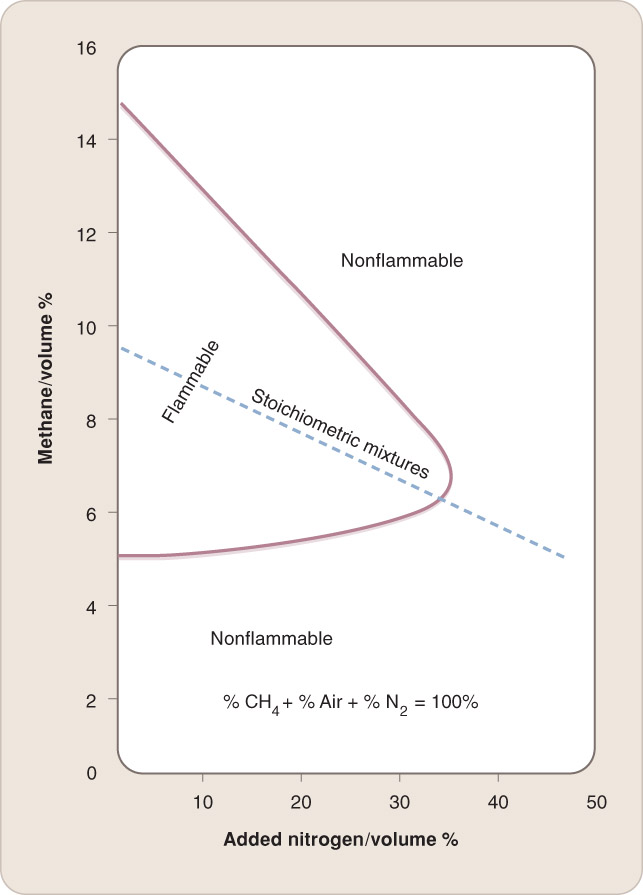 16
14
12
10
8
6
4
2
0
Methane/volume %
Nonflammable
Flammable
Stoichiometric mixtures
Nonflammable
% CH₄ + % Air + % N₂ = 100%
10 20 30 40 50
Added nitrogen/volume %